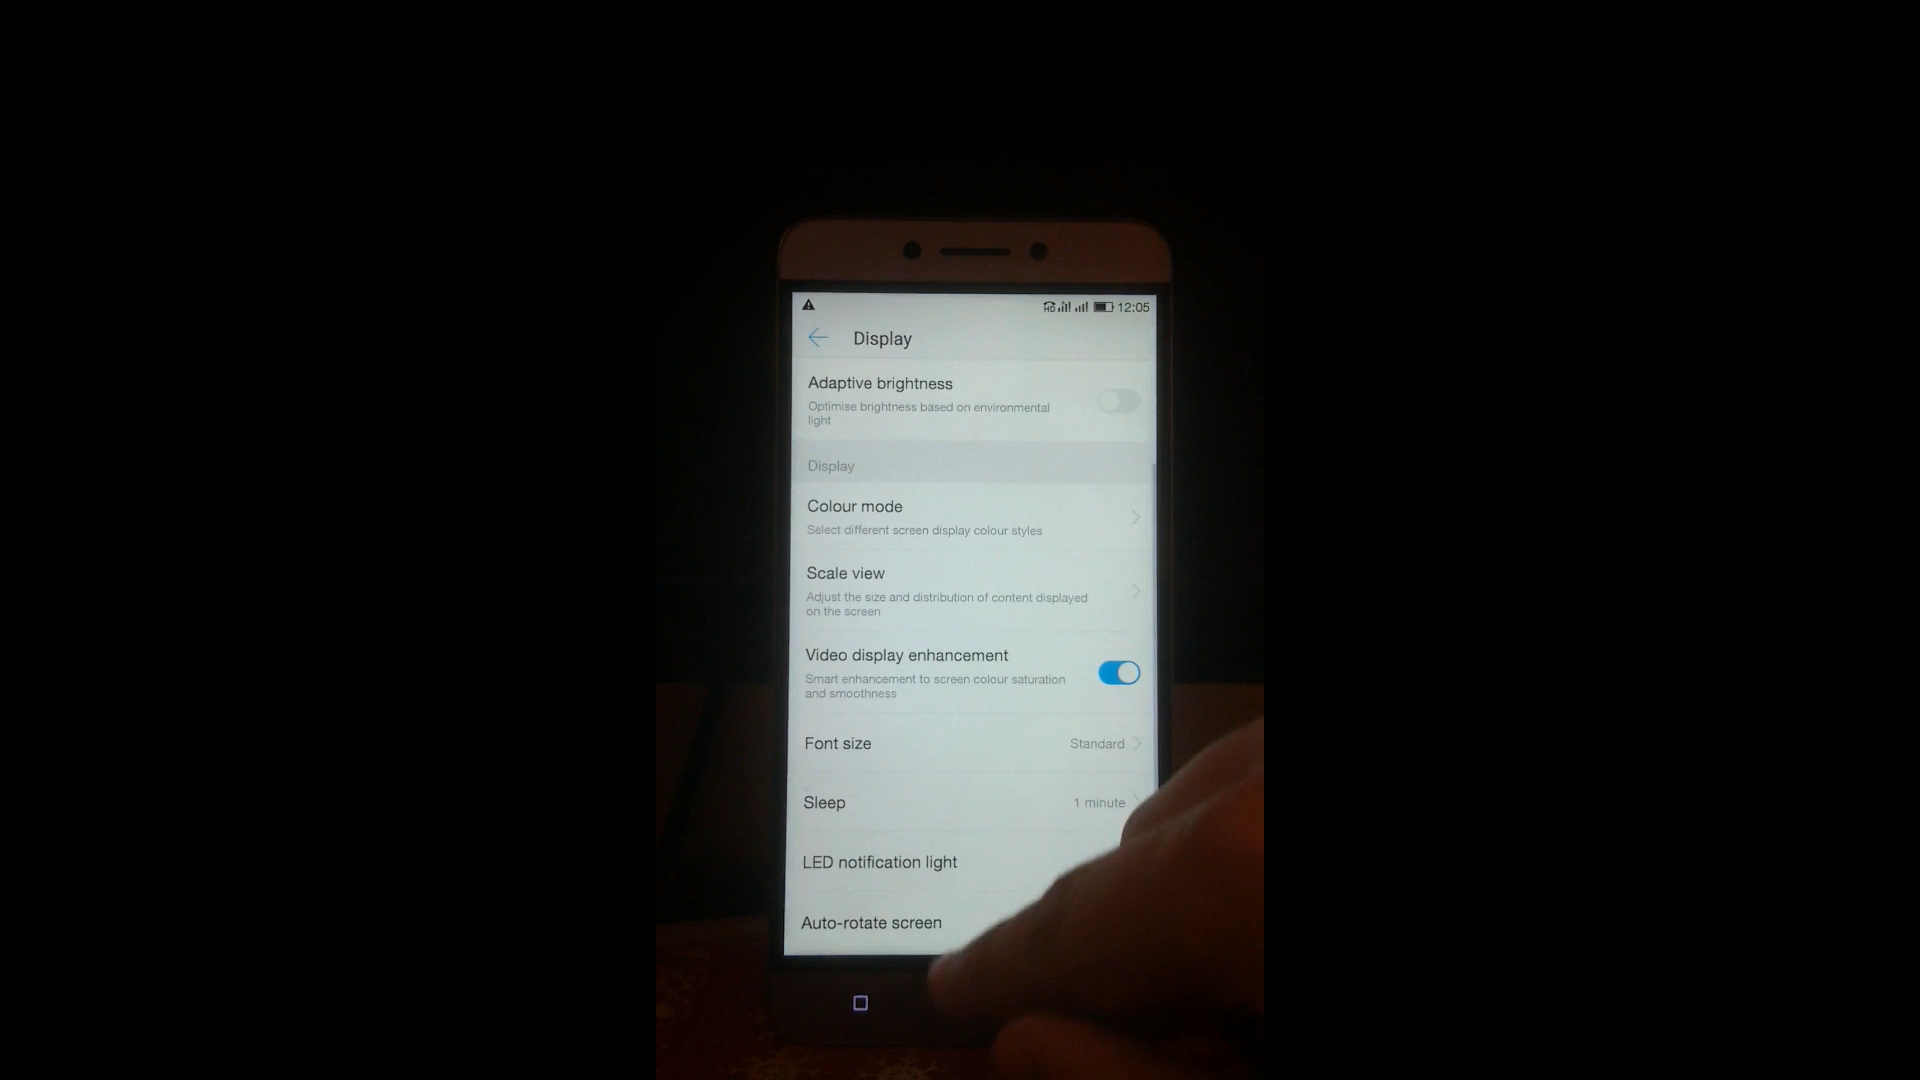 HD 12:05
Display
Adaptive brightness
Optimise brightness based on environmental
light
Display
Colour mode
Select different screen display colour styles
Scale view
Adjust the size and distribution of content displayed
on the screen
Video display enhancement
Smart enhancement to screen colour saturation
and smoothness
Font size Standard
Sleep 1 minute
LED notification light
Auto-rotate screen